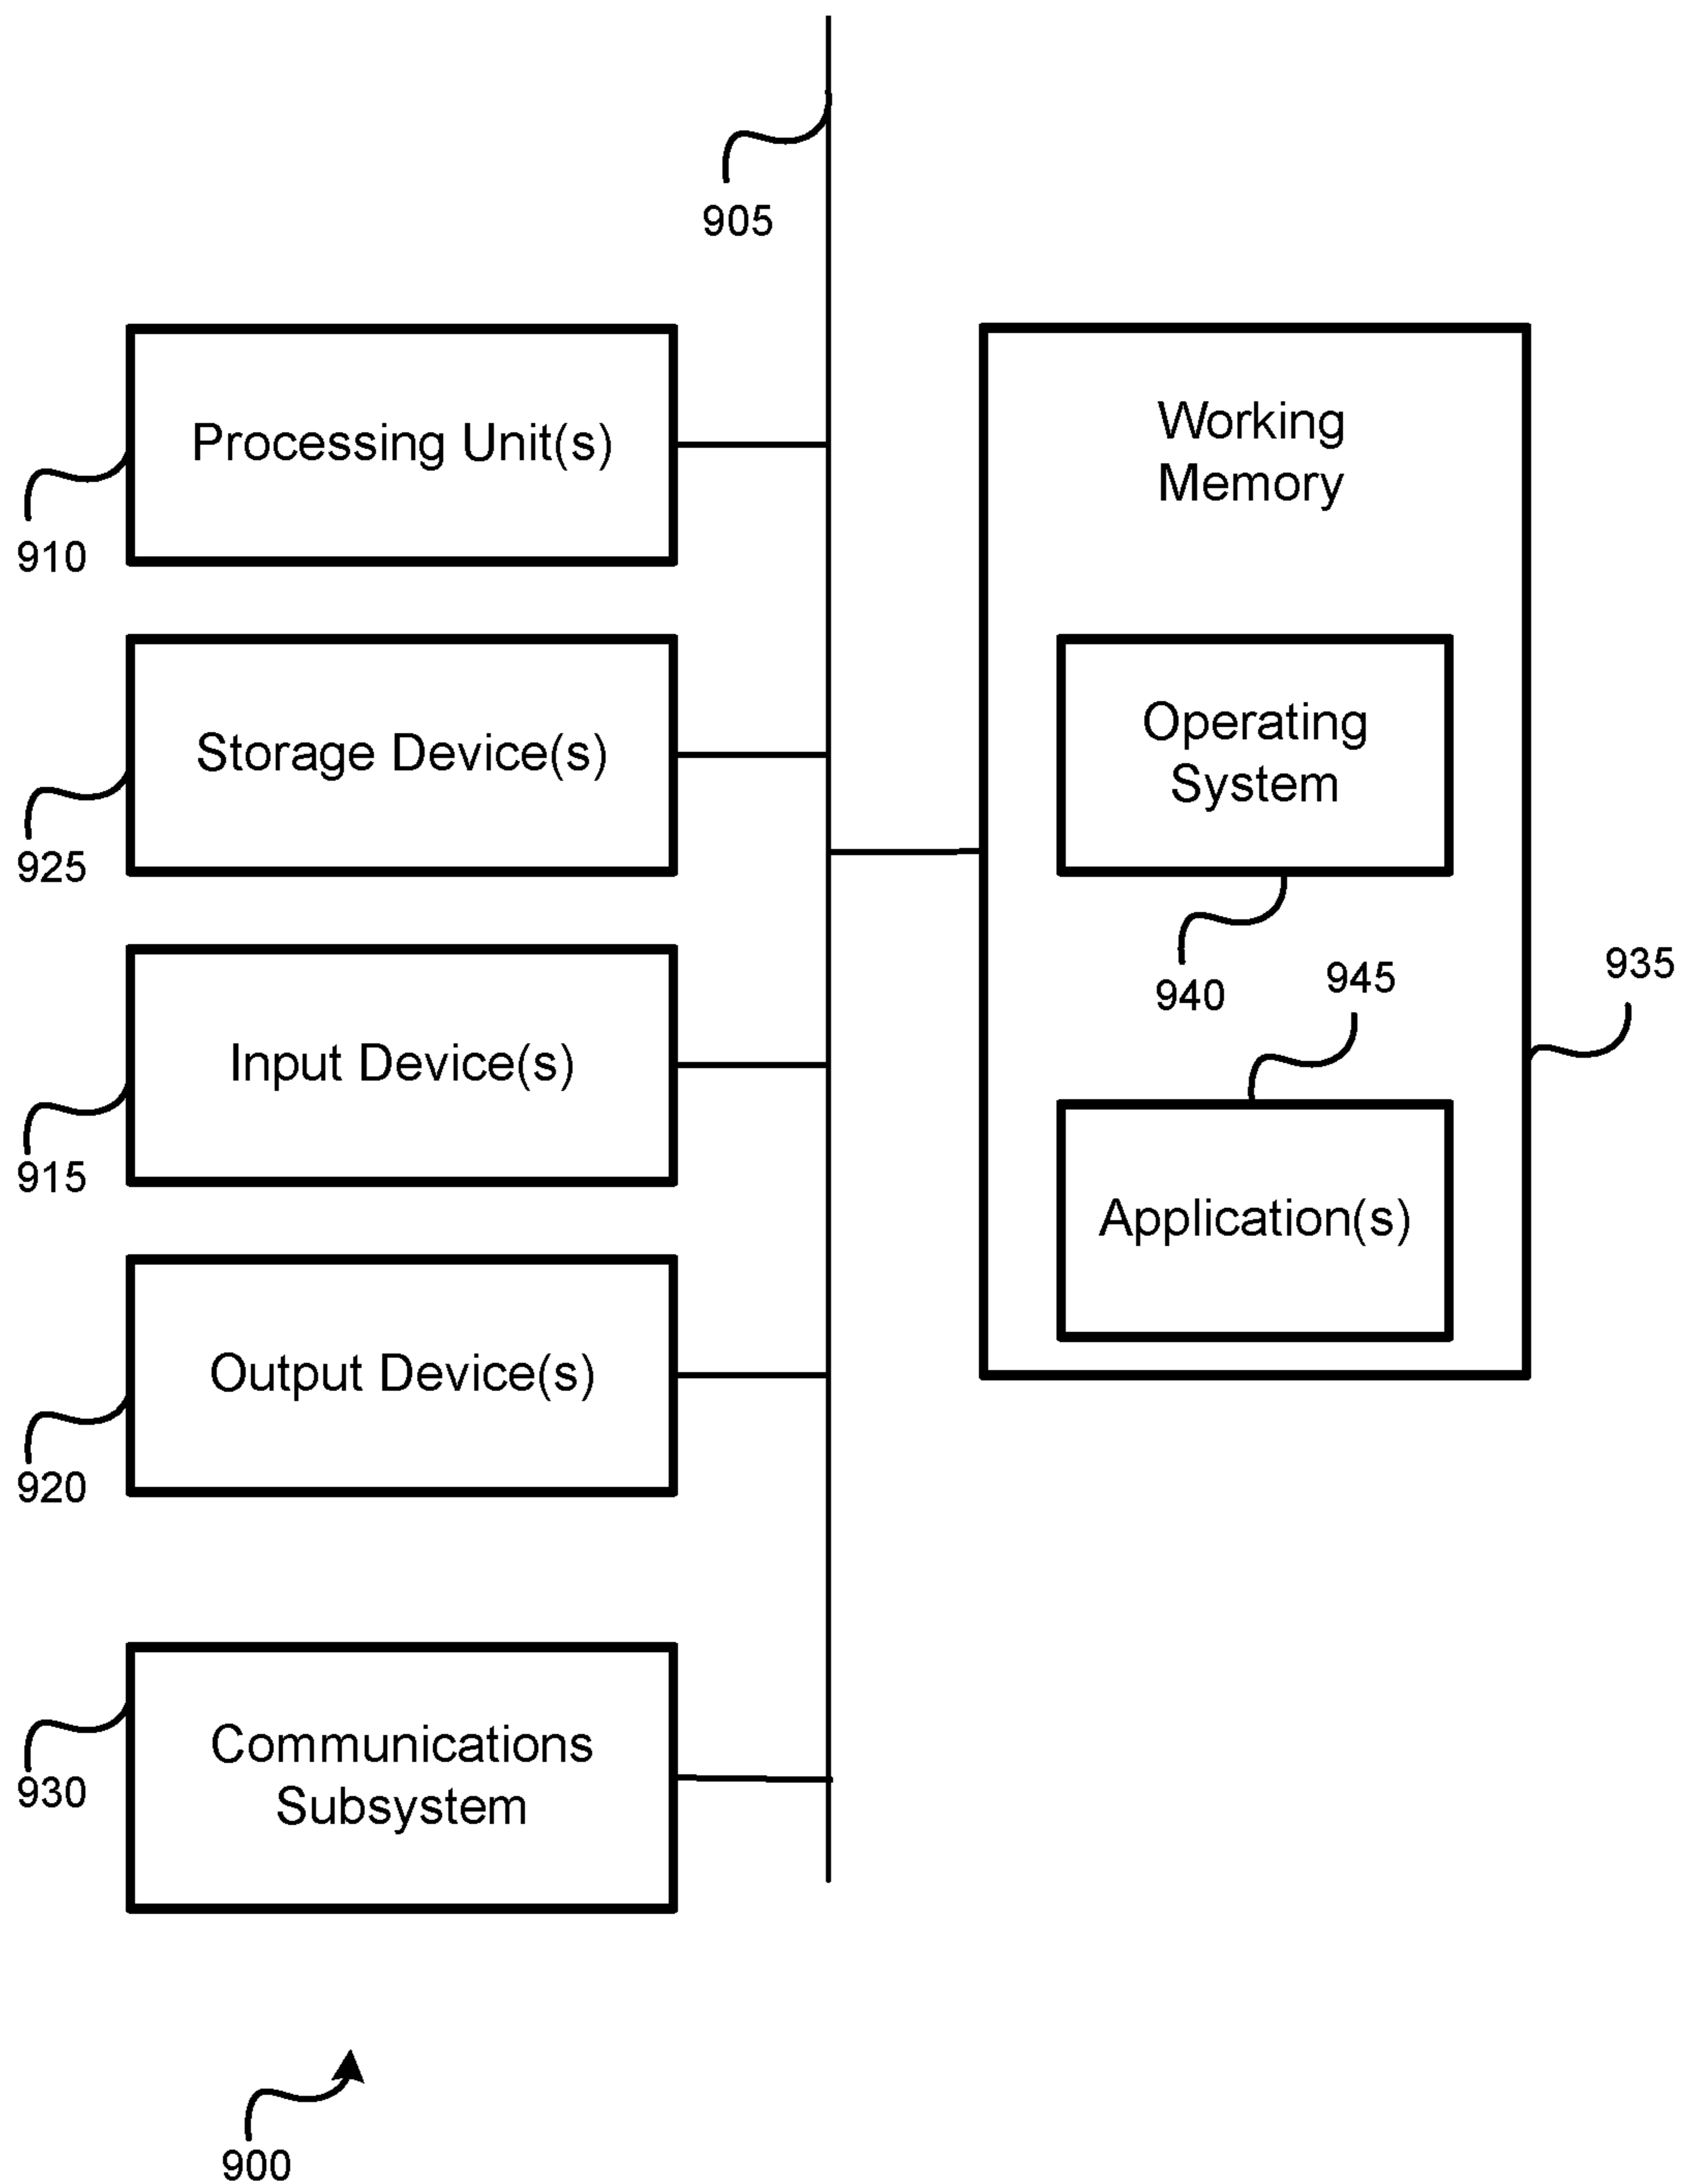 905
Processing Unit(s)
910
Storage Device(s)
925
Input Device(s)
915
Output Device(s)
920
Communications
Subsystem
930
Working
Memory
Operating
System
940
945
935
Application(s)
900